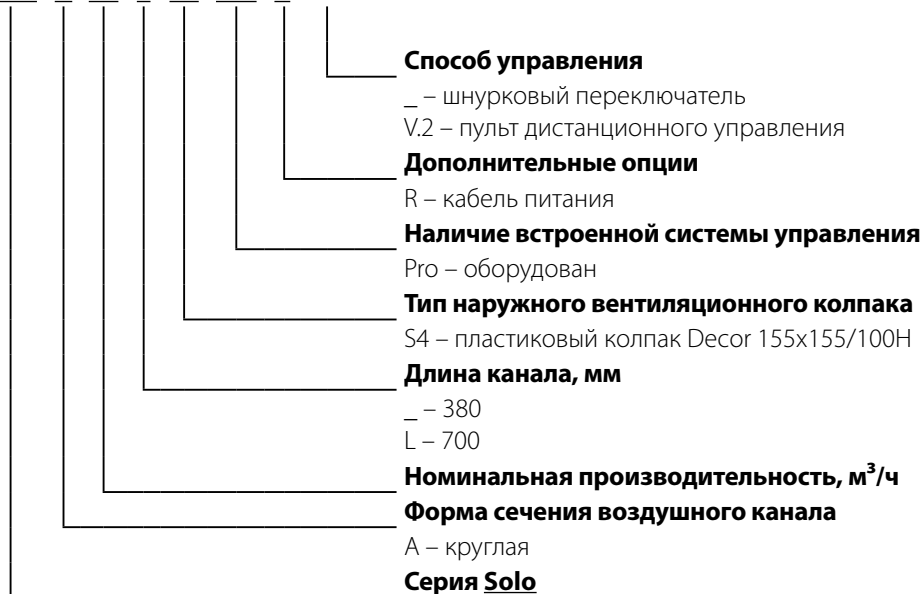 Способ управления
_ – шнурковый переключатель
V.2 – пульт дистанционного управления
Дополнительные опции
R – кабель питания
Наличие встроенной системы управления
Pro – оборудован
Тип наружного вентиляционного колпака
S4 – пластиковый колпак Decor 155x155/100H
Длина канала, мм
_ – 380
L – 700
Номинальная производительность, м³/ч
Форма сечения воздушного канала
A – круглая
Серия Solo